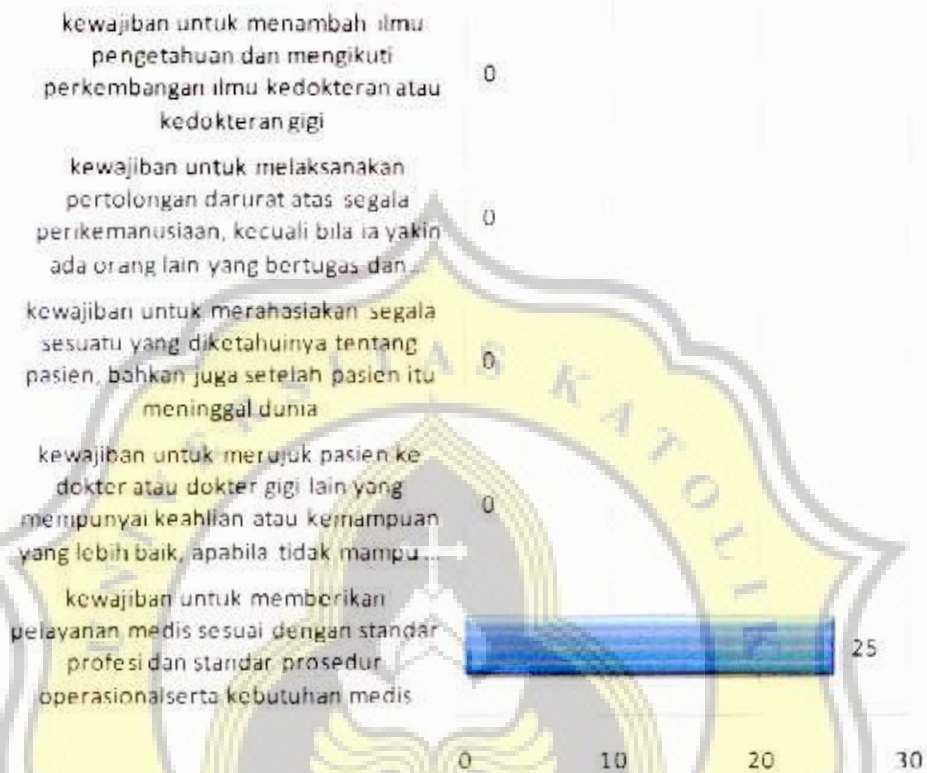 kewajiban untuk menambah ilmu
pengetahuan dan mengikuti
perkembangan ilmu kedokteran atau
kedokteran gigi
0
kewajiban untuk melaksanakan
pertolongan darurat atas segala
perikemanusiaan, kecuali bila ia yakin
ada orang lain yang bertugas dan...
0
kewajiban untuk merahasiakan segala
sesuatu yang diketahuinya tentang
pasien, bahkan juga setelah pasien itu
meninggal dunia
0
kewajiban untuk merujuk pasien ke
dokter atau dokter gigi lain yang
mempunyai keahlian atau kemampuan
yang lebih baik, apabila tidak mampu...
0
kewajiban untuk memberikan
pelayanan medis sesuai dengan standar
profesi dan standar prosedur
operasionalserta kebutuhan medis
25
0 10 20 30
UNIVERSITAS KATOLIK